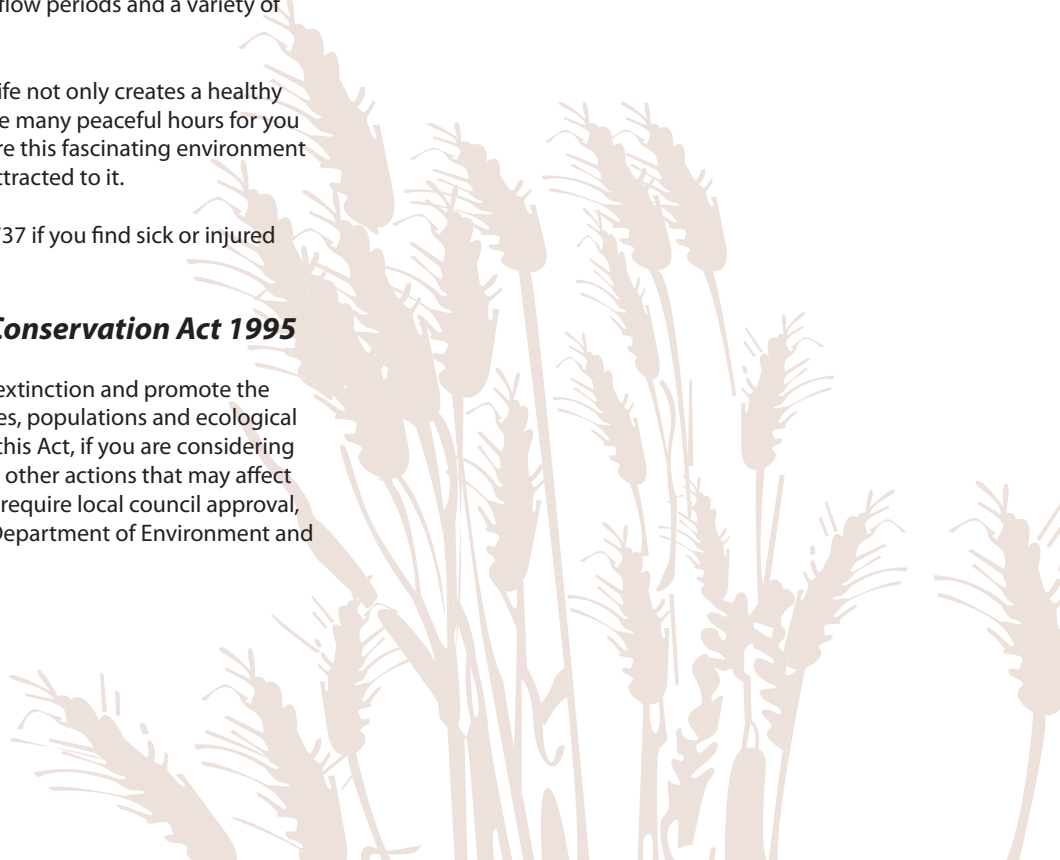 flow periods and a variety of
ife not only creates a healthy
e many peaceful hours for you
re this fascinating environment
ttracted to it.
737 if you find sick or injured
Conservation Act 1995
extinction and promote the
es, populations and ecological
this Act, if you are considering
other actions that may affect
require local council approval,
Department of Environment and